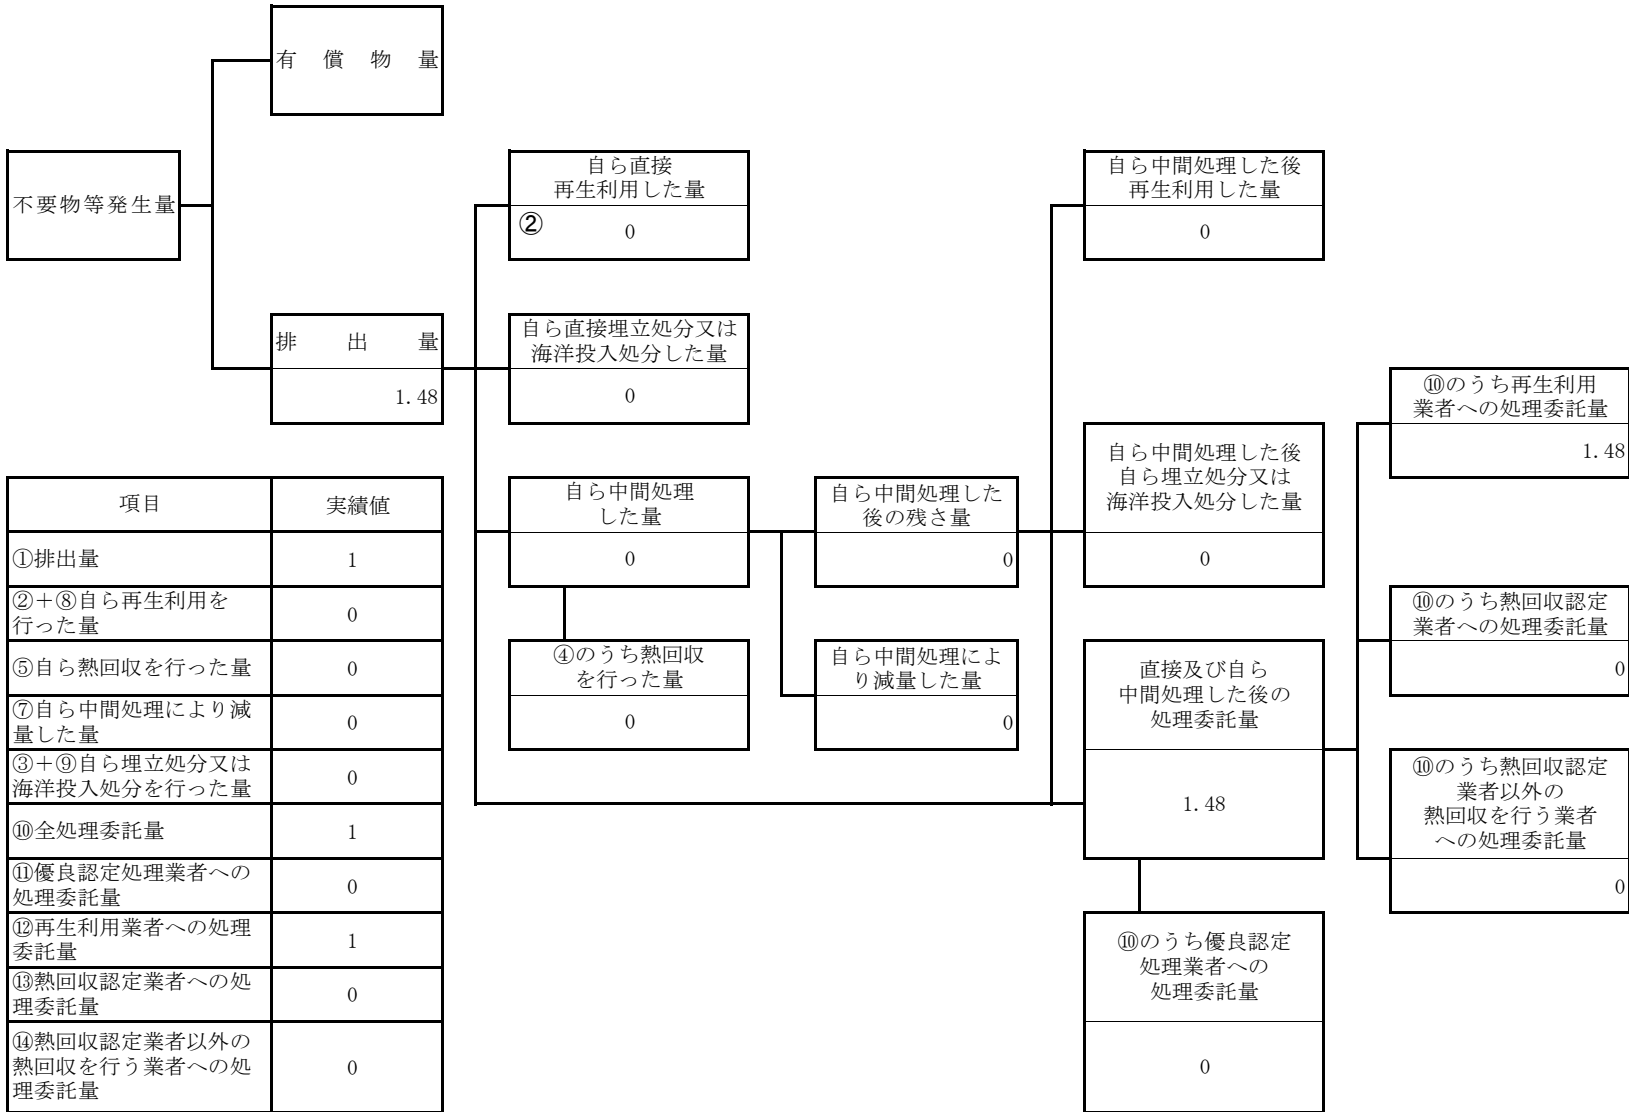 有償物量
不要物等発生量
排出量
1.48
自ら直接
再生利用した量
②
0
自ら直接埋立処分又は
海洋投入処分した量
0
自ら中間処理
した量
0
④のうち熱回収
を行った量
0
自ら中間処理した
後の残さ量
0
自ら中間処理によ
り減量した量
0
自ら中間処理した後
再生利用した量
0
自ら中間処理した後
自ら埋立処分又は
海洋投入処分した量
0
直接及び自ら
中間処理した後の
処理委託量
1.48
⑩のうち優良認定
処理業者への
処理委託量
0
⑩のうち再生利用
業者への処理委託量
1.48
⑩のうち熱回収認定
業者への処理委託量
0
⑩のうち熱回収認定
業者以外の
熱回収を行う業者
への処理委託量
0
項目 実績値
①排出量 1
②+⑧自ら再生利用を
行った量 0
⑤自ら熱回収を行った量 0
⑦自ら中間処理により減
量した量 0
③+⑨自ら埋立処分又は
海洋投入処分を行った量 0
⑩全処理委託量 1
⑪優良認定処理業者への
処理委託量 0
⑫再生利用業者への処理
委託量 1
⑬熱回収認定業者への処
理委託量 0
⑭熱回収認定業者以外の
熱回収を行う業者への処
理委託量 0